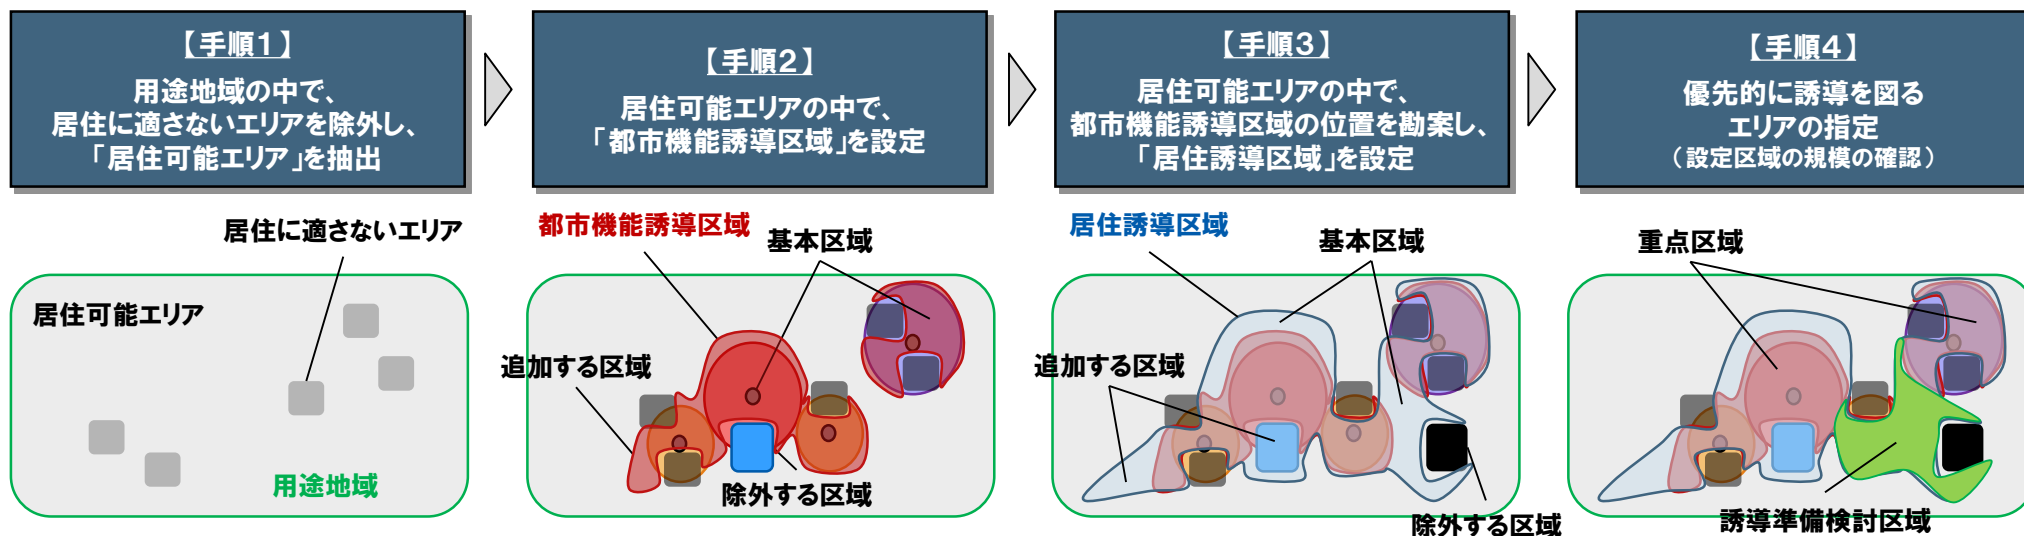 【手順1】
用途地域の中で、
居住に適さないエリアを除外し、
「居住可能エリア」を抽出
【手順2】
居住可能エリアの中で、
「都市機能誘導区域」を設定
【手順3】
居住可能エリアの中で、
都市機能誘導区域の位置を勘案し、
「居住誘導区域」を設定
【手順4】
優先的に誘導を図る
エリアの指定
（設定区域の規模の確認）
居住に適さないエリア
居住可能エリア
用途地域
都市機能誘導区域
基本区域
追加する区域
除外する区域
居住誘導区域
基本区域
追加する区域
除外する区域
重点区域
誘導準備検討区域